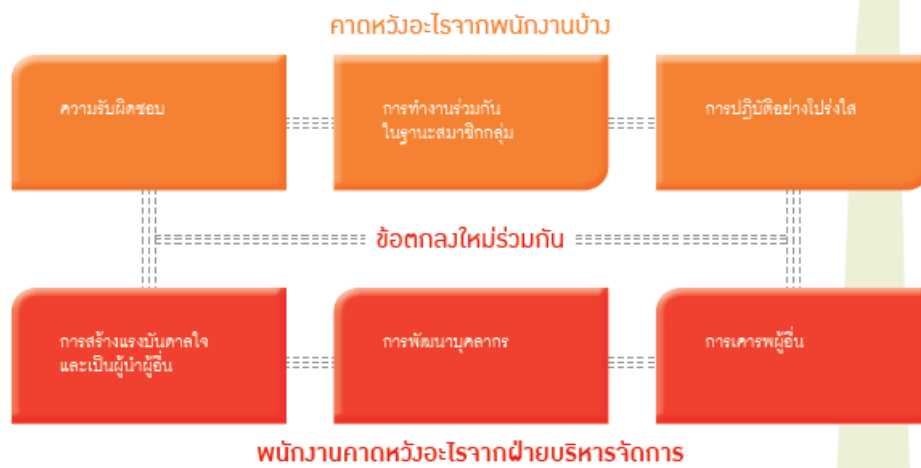 คาดหวังอะไรจากพนักงานบ้าง
ความรับผิดชอบ
การทำงานร่วมกัน
ในฐานะสมาชิกกลุ่ม
การปฏิบัติอย่างโปร่งใส
ข้อตกลงใหม่ร่วมกัน
การสร้างแรงบันดาลใจ
และเป็นผู้นำผู้อื่น
การพัฒนาบุคลากร
การเคารพผู้อื่น
พนักงานคาดหวังอะไรจากฝ่ายบริหารจัดการ